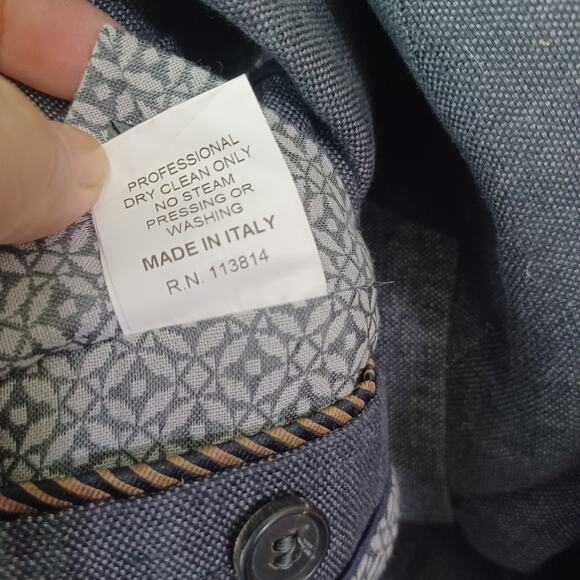 PROFESSIONAL
DRY CLEAN ONLY
NO STEAM
PRESSING OR
WASHING
MADE IN ITALY
R.N. 113814